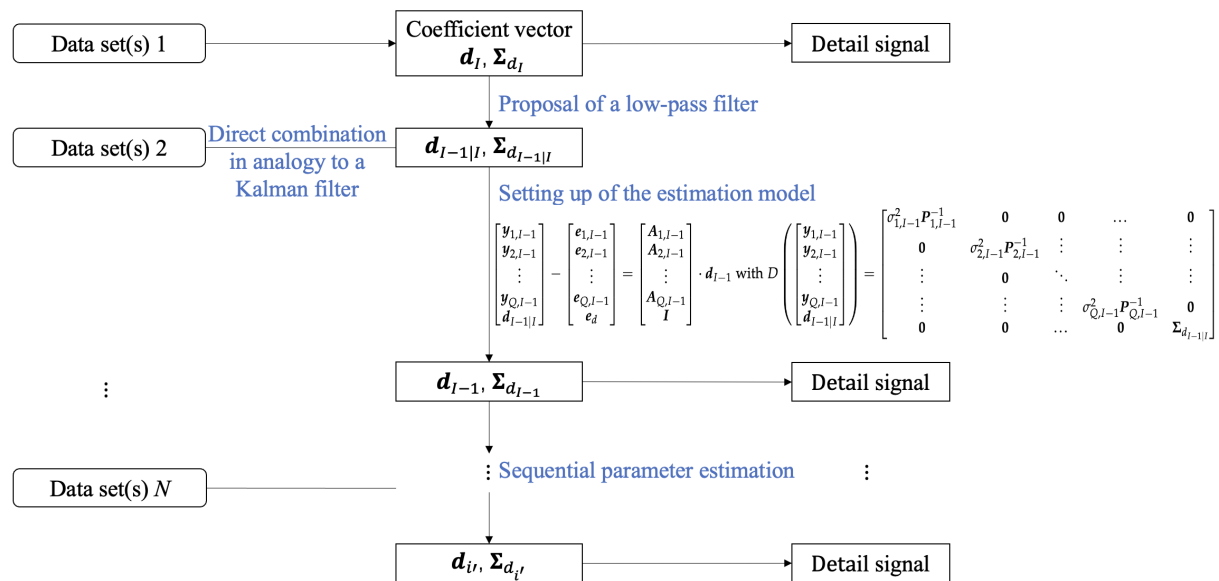 Data set(s) 1
Coefficient vector
d_I, Σ_{d_I}
Detail signal
Proposal of a low-pass filter
Data set(s) 2
Direct combination
in analogy to a
Kalman filter
d_{I−1|I}, Σ_{d_{I−1|I}}
Setting up of the estimation model
[y_{1,I-1} y_{2,I-1} ⋮ y_{Q,I-1} d_{I-1|I}] − [e_{1,I-1} e_{2,I-1} ⋮ e_{Q,I-1} e_d] = [A_{1,I-1} A_{2,I-1} ⋮ A_{Q,I-1} I] · d_{I-1} with D ([y_{1,I-1} y_{2,I-1} ⋮ y_{Q,I-1} d_{I-1|I}]) =
σ²_{1,I-1}P⁻¹_{1,I-1} 0 0 … 0
0 σ²_{2,I-1}P⁻¹_{2,I-1} ⋮ ⋮ ⋮
⋮ 0 ⋱ ⋮ ⋮
⋮ ⋮ ⋮ σ²_{Q,I-1}P⁻¹_{Q,I-1} 0
0 0 … 0 Σ_{d_{I-1|I}}
⋮
d_{I−1}, Σ_{d_{I−1}}
Detail signal
Data set(s) N
⋮ Sequential parameter estimation ⋮
d_{i′}, Σ_{d_{i′}}
Detail signal